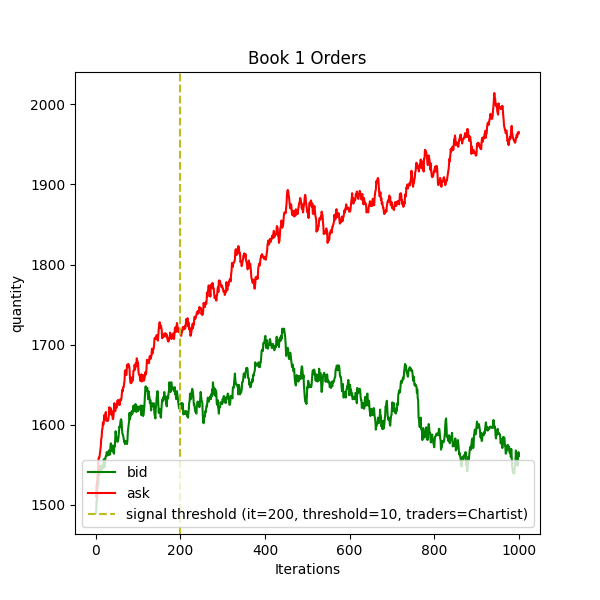 Book 1 Orders
quantity
2000
1900
1800
1700
1600
1500
bid
ask
signal threshold (it=200, threshold=10, traders=Chartist)
0 200 400 600 800 1000
Iterations